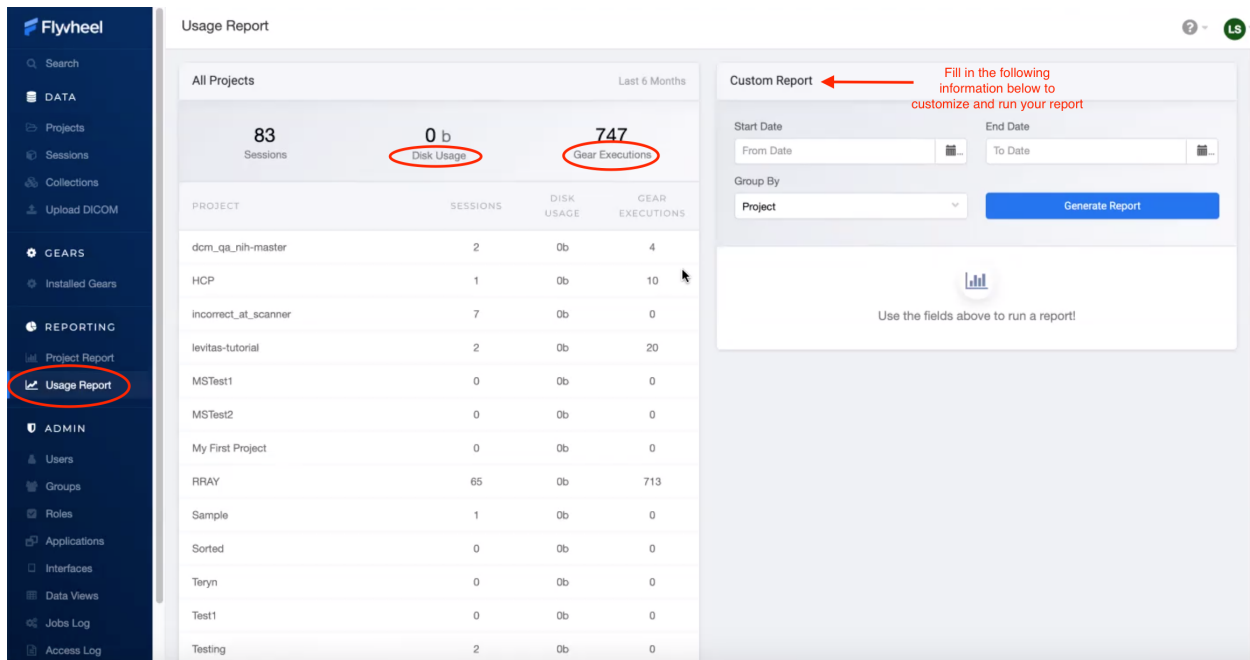 Flywheel
Usage Report
LS
Search
DATA
Projects
Sessions
Collections
Upload DICOM
GEARS
Installed Gears
REPORTING
Project Report
Usage Report
ADMIN
Users
Groups
Roles
Applications
Interfaces
Data Views
Jobs Log
Access Log
All Projects Last 6 Months
83 0 b 747
Sessions Disk Usage Gear Executions
PROJECT SESSIONS DISK USAGE GEAR EXECUTIONS
dcm_qa_nih-master 2 0b 4
HCP 1 0b 10
incorrect_at_scanner 7 0b 0
levitas-tutorial 2 0b 20
MSTest1 0 0b 0
MSTest2 0 0b 0
My First Project 0 0b 0
RRAY 65 0b 713
Sample 1 0b 0
Sorted 0 0b 0
Teryn 0 0b 0
Test1 0 0b 0
Testing 2 0b 0
Custom Report
Fill in the following
information below to
customize and run your report
Start Date End Date
From Date ... To Date ...
Group By
Project Generate Report
Use the fields above to run a report!